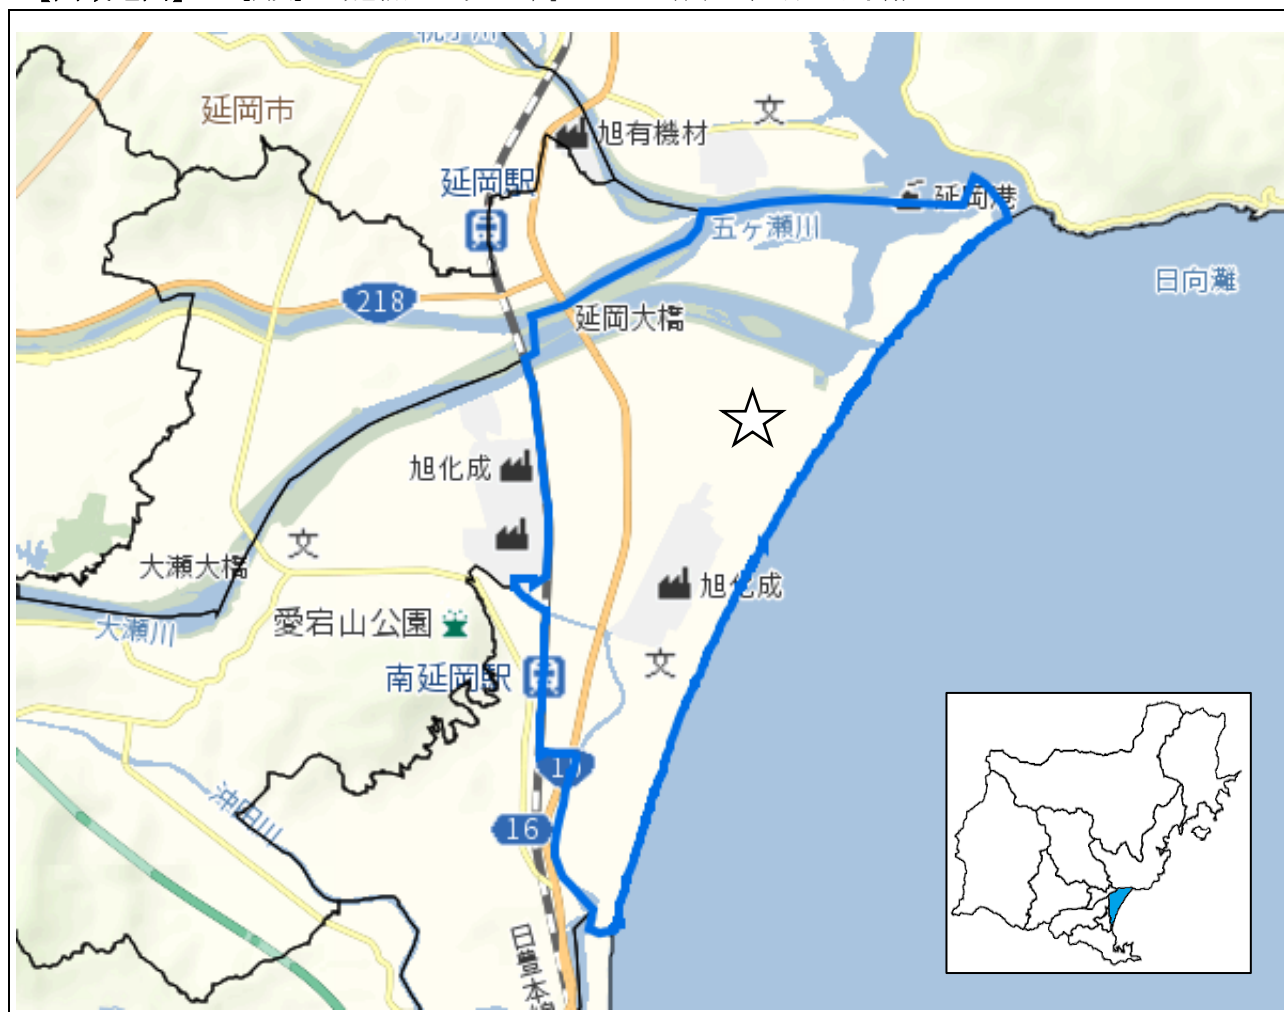 延岡市
旭有機材
文
延岡駅
延岡港
五ヶ瀬川
日向灘
218
延岡大橋
旭化成
文
大瀬大橋
旭化成
大瀬川
愛宕山公園
文
南延岡駅
沖田川
16
日豊本線